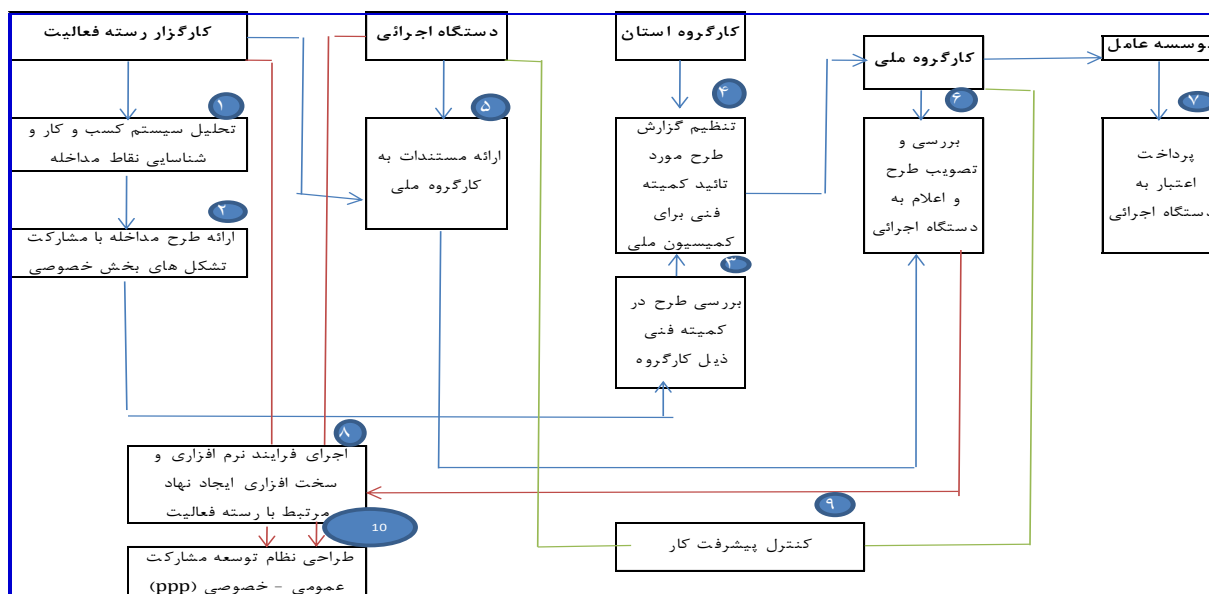 کارگزار رسته فعالیت
دستگاه اجرائی
کارگروه استان
کارگروه ملی
وسسه عامل
۱
تحلیل سیستم کسب و کار و
شناسایی نقاط مداخله
۲
ارائه طرح مداخله با مشارکت
تشکل های بخش خصوصی
۵
ارائه مستندات به
کارگروه ملی
۴
تنظیم گزارش
طرح مورد
تائید کمیته
فنی برای
کمیسیون ملی
۳
بررسی طرح در
کمیته فنی
ذیل کارگروه
۶
بررسی و
تصویب طرح
و اعلام به
دستگاه اجرائی
۷
پرداخت
اعتبار به
دستگاه اجرائی
۸
اجرای فرایند نرم افزاری و
سخت افزاری ایجاد نهاد
مرتبط با رسته فعالیت
۹
کنترل پیشرفت کار
10
طراحی نظام توسعه مشارکت
عمومی - خصوصی (ppp)